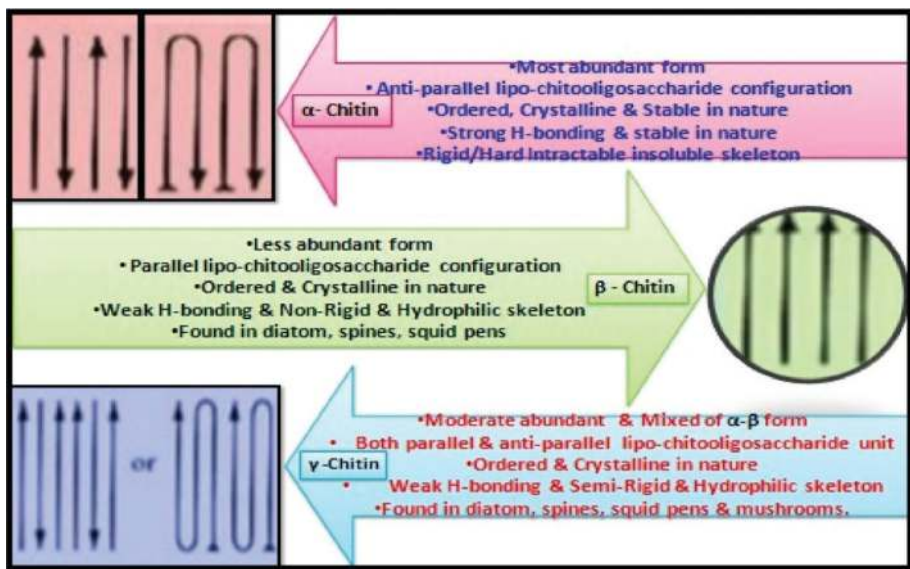 •Most abundant form
•Anti-parallel lipo-chitooligosaccharide configuration
α- Chitin
•Ordered, Crystalline & Stable in nature
•Strong H-bonding & stable in nature
•Rigid/Hard Intractable insoluble skeleton
•Less abundant form
•Parallel lipo-chitooligosaccharide configuration
•Ordered & Crystalline in nature
β - Chitin
•Weak H-bonding & Non-Rigid & Hydrophilic skeleton
•Found in diatom, spines, squid pens
•Moderate abundant & Mixed of α-β form
• Both parallel & anti-parallel lipo-chitooligosaccharide unit
or
γ-Chitin
•Ordered & Crystalline in nature
• Weak H-bonding & Semi-Rigid & Hydrophilic skeleton
•Found in diatom, spines, squid pens & mushrooms.